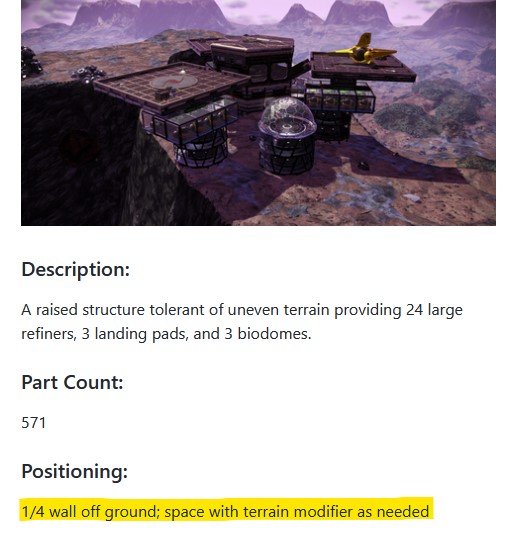 Description:
A raised structure tolerant of uneven terrain providing 24 large
refiners, 3 landing pads, and 3 biodomes.
Part Count:
571
Positioning:
1/4 wall off ground; space with terrain modifier as needed